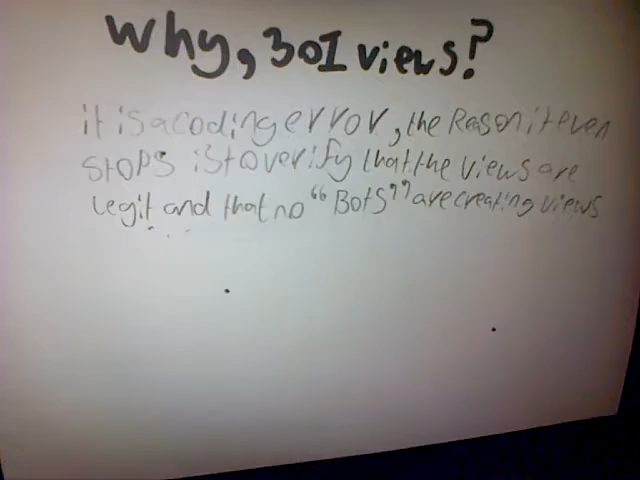 Why, 301 views?
it is a coding error, the Reason it even
STOPS is to verify that the views are
legit and that no "BotS" are creating views